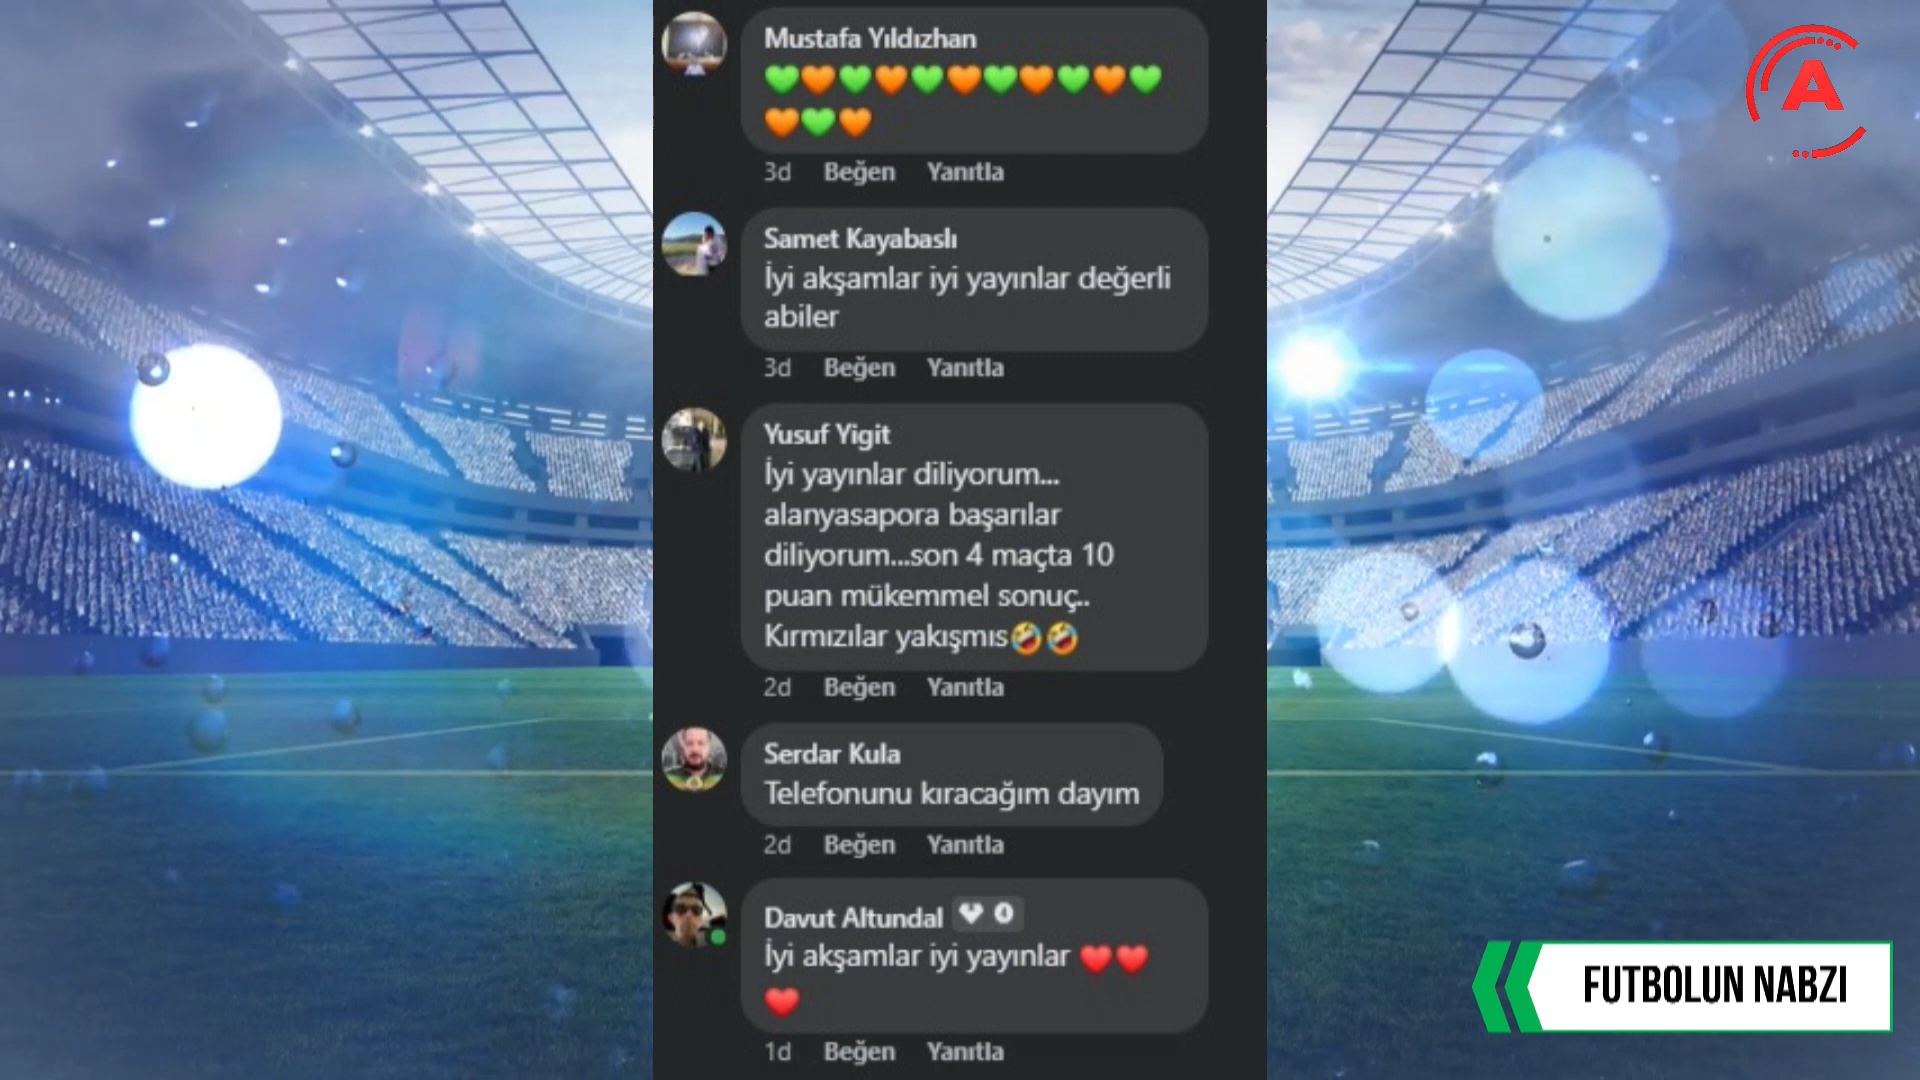 Mustafa Yıldızhan
💚🧡💚🧡💚🧡💚🧡💚🧡💚
🧡💚🧡
3d Beğen Yanıtla
Samet Kayabaslı
İyi akşamlar iyi yayınlar değerli
abiler
3d Beğen Yanıtla
Yusuf Yigit
İyi yayınlar diliyorum...
alanyasapora başarılar
diliyorum...son 4 maçta 10
puan mükemmel sonuç..
Kırmızılar yakışmıs🤣🤣
2d Beğen Yanıtla
Serdar Kula
Telefonunu kıracağım dayım
2d Beğen Yanıtla
Davut Altundal
İyi akşamlar iyi yayınlar ❤️❤️
❤️
1d Beğen Yanıtla
A
FUTBOLUN NABZI